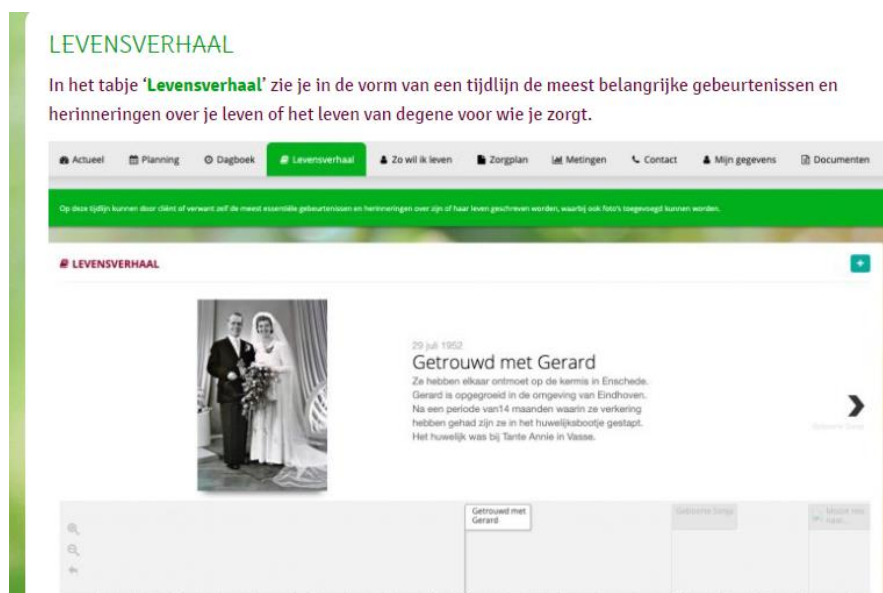 LEVENSVERHAAL
In het tabje ‘Levensverhaal’ zie je in de vorm van een tijdlijn de meest belangrijke gebeurtenissen en
herinneringen over je leven of het leven van degene voor wie je zorgt.
Actueel Planning Dagboek Levensverhaal Zo wil ik leven Zorgplan Metingen Contact Mijn gegevens Documenten
Op deze tijdlijn kunnen door cliënt of verwant zelf de meest essentiële gebeurtenissen en herinneringen over zijn of haar leven geschreven worden, waarbij ook foto's toegevoegd kunnen worden.
LEVENSVERHAAL
29 juli 1952
Getrouwd met Gerard
Ze hebben elkaar ontmoet op de kermis in Enschede.
Gerard is opgegroeid in de omgeving van Eindhoven.
Na een periode van14 maanden waarin ze verkering
hebben gehad zijn ze in het huwelijksbootje gestapt.
Het huwelijk was bij Tante Annie in Vasse.
Getrouwd met
Gerard